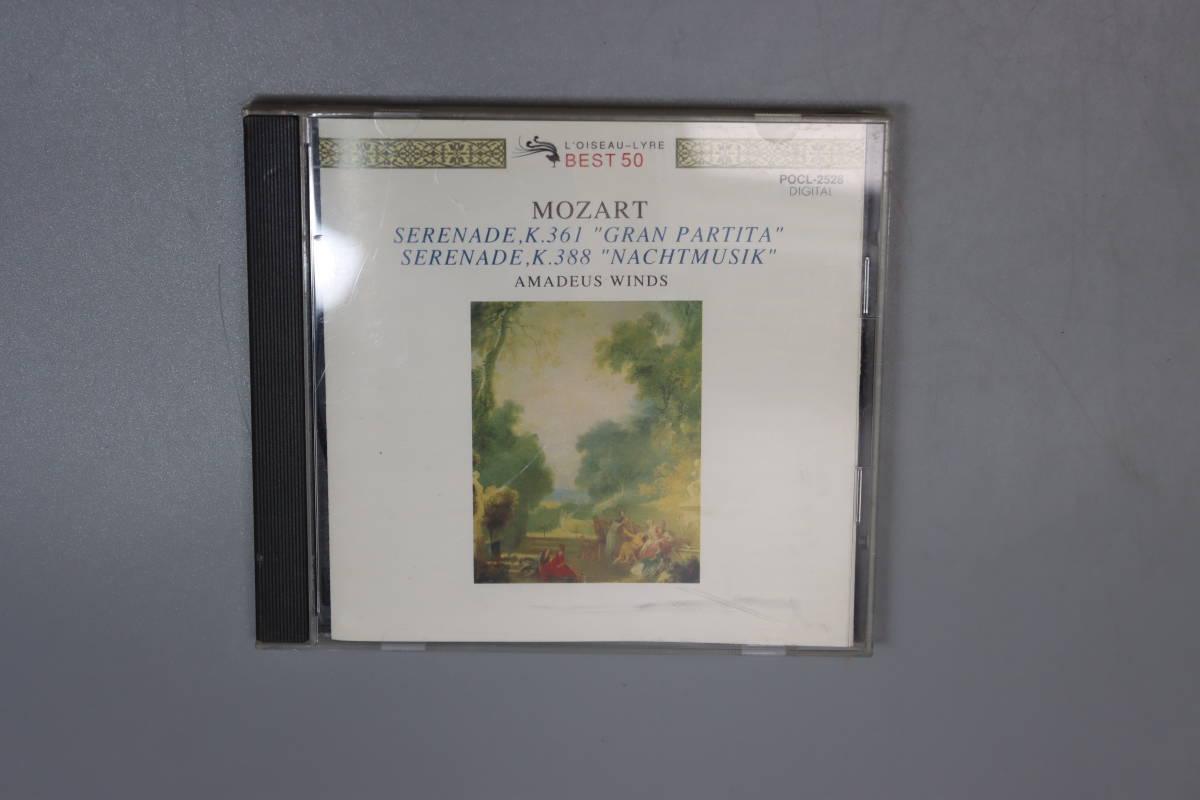 L'OISEAU-LYRE
BEST 50
POCL-2528
DIGITAL
MOZART
SERENADE,K.361 "GRAN PARTITA"
SERENADE,K.388 "NACHTMUSIK"
AMADEUS WINDS